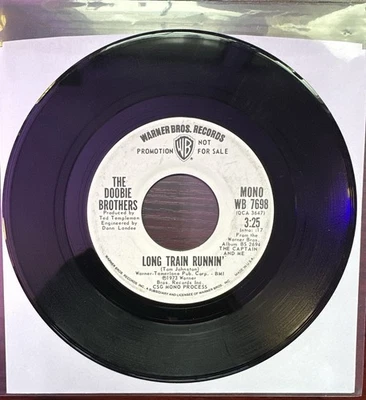 WARNER BROS. RECORDS
PROMOTION
NOT
FOR SALE
WB
THE
DOOBIE
BROTHERS
Produced by
Ted Templeman
Engineered by
Donn Landee
MONO
WB 7698
(QCA 3647)
3:25
From the
Warner Bros.
Album BS 2694
THE CAPTAIN
AND ME
LONG TRAIN RUNNIN'
(Tom Johnston)
Warner-Tamerlane Pub. Corp. - BMI
©1973 Warner
Bros. Records Inc.
CSG MONO PROCESS